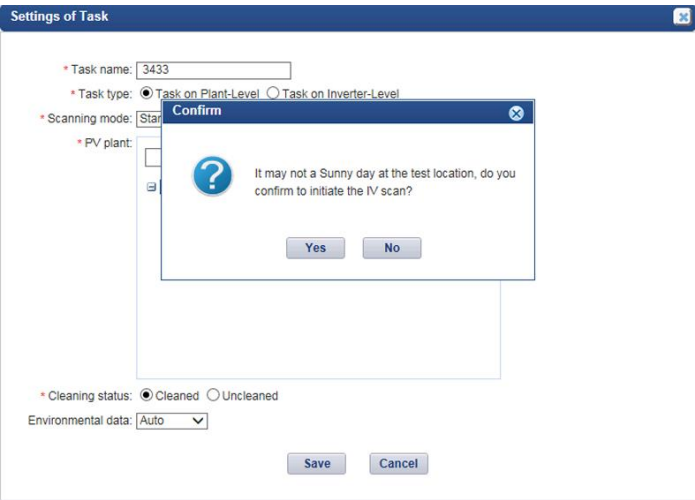 Settings of Task
* Task name: 3433
* Task type: Task on Plant-Level Task on Inverter-Level
* Scanning mode: Star
Confirm
* PV plant:
It may not a Sunny day at the test location, do you
confirm to initiate the IV scan?
Yes No
* Cleaning status: Cleaned Uncleaned
Environmental data: Auto
Save Cancel